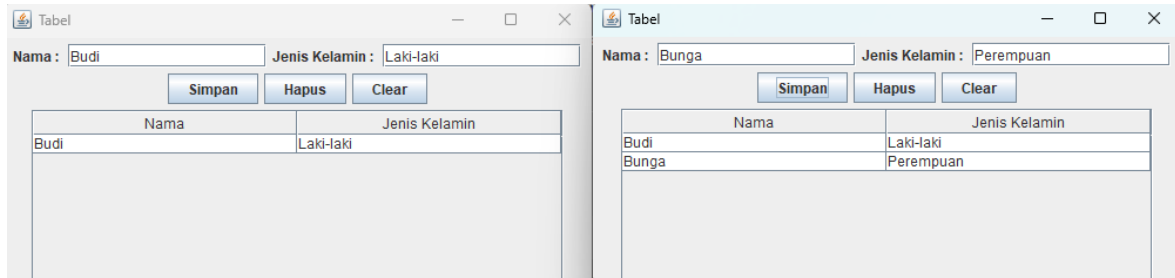 Tabel
Nama : Budi Jenis Kelamin : Laki-laki
Simpan Hapus Clear
Nama Jenis Kelamin
Budi Laki-laki
Tabel
Nama : Bunga Jenis Kelamin : Perempuan
Simpan Hapus Clear
Nama Jenis Kelamin
Budi Laki-laki
Bunga Perempuan